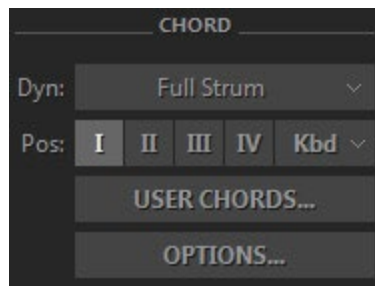 CHORD
Dyn: Full Strum
Pos: I II III IV Kbd
USER CHORDS...
OPTIONS...